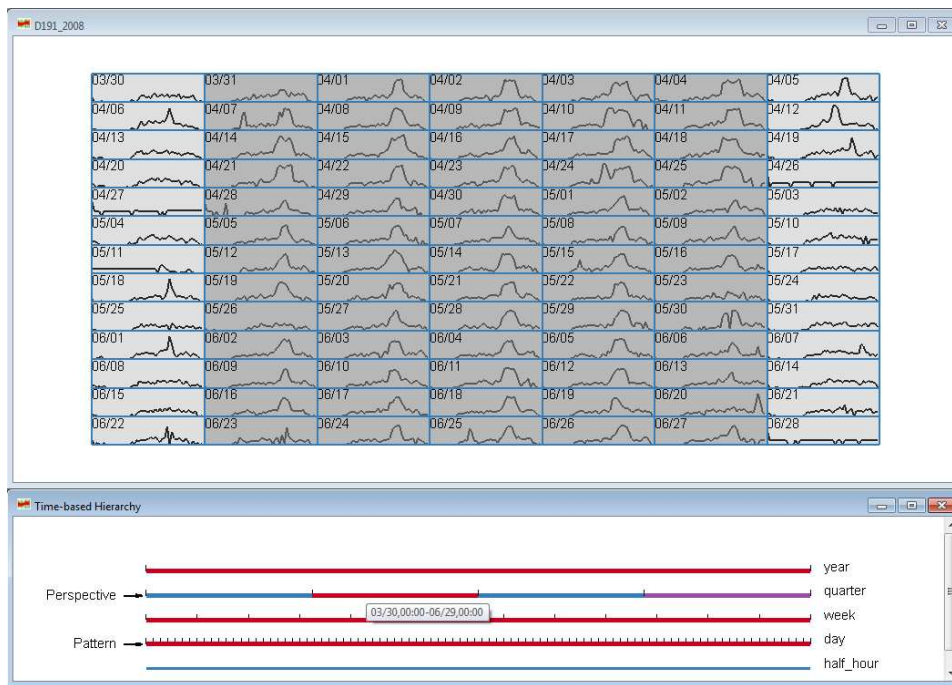 D191_2008
03/30 03/31 04/01 04/02 04/03 04/04 04/05
04/06 04/07 04/08 04/09 04/10 04/11 04/12
04/13 04/14 04/15 04/16 04/17 04/18 04/19
04/20 04/21 04/22 04/23 04/24 04/25 04/26
04/27 04/28 04/29 04/30 05/01 05/02 05/03
05/04 05/05 05/06 05/07 05/08 05/09 05/10
05/11 05/12 05/13 05/14 05/15 05/16 05/17
05/18 05/19 05/20 05/21 05/22 05/23 05/24
05/25 05/26 05/27 05/28 05/29 05/30 05/31
06/01 06/02 06/03 06/04 06/05 06/06 06/07
06/08 06/09 06/10 06/11 06/12 06/13 06/14
06/15 06/16 06/17 06/18 06/19 06/20 06/21
06/22 06/23 06/24 06/25 06/26 06/27 06/28
Time-based Hierarchy
year
Perspective quarter
03/30,00:00-06/29,00:00
week
Pattern day
half_hour